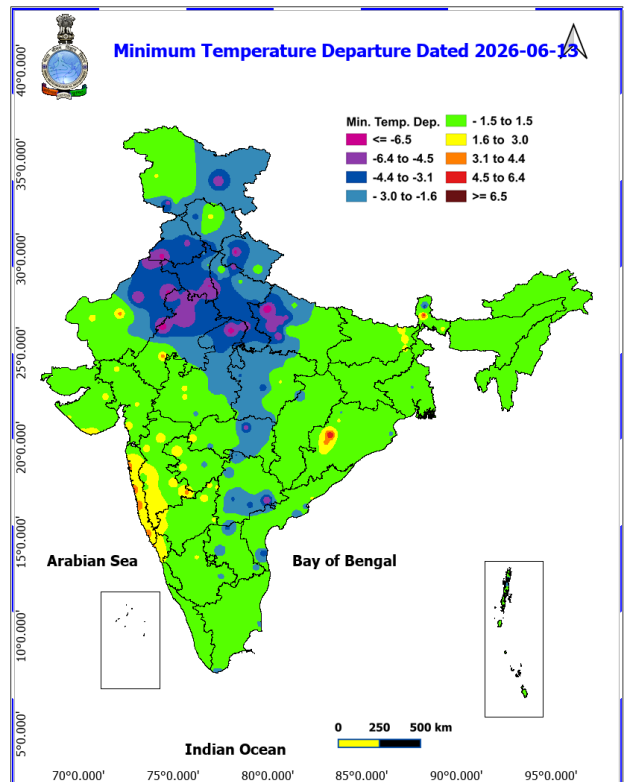 Minimum Temperature Departure Dated 2026-06-13
Min. Temp. Dep.
<= -6.5
-6.4 to -4.5
-4.4 to -3.1
- 3.0 to -1.6
- 1.5 to 1.5
1.6 to 3.0
3.1 to 4.4
4.5 to 6.4
>= 6.5
40°0.000'
35°0.000'
30°0.000'
25°0.000'
20°0.000'
15°0.000'
10°0.000'
5°0.000'
Arabian Sea
Bay of Bengal
Indian Ocean
0 250 500 km
70°0.000' 75°0.000' 80°0.000' 85°0.000' 90°0.000' 95°0.000'